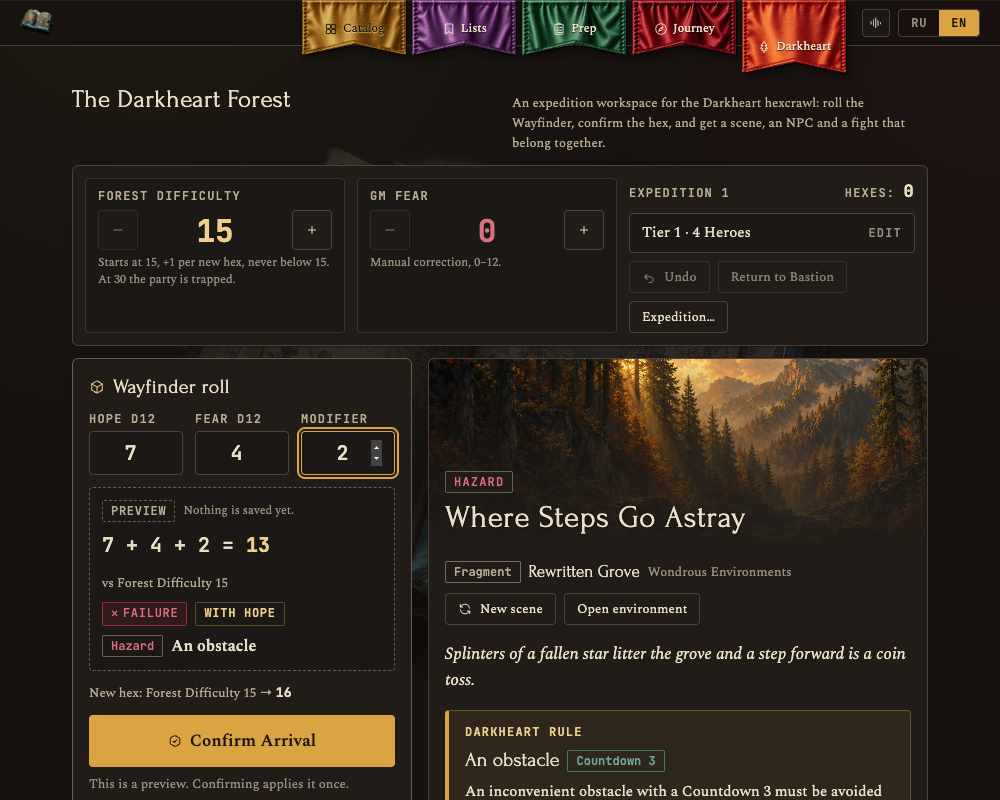 Catalog
Lists
Prep
Journey
Darkheart
RU
EN
The Darkheart Forest
An expedition workspace for the Darkheart hexcrawl: roll the
Wayfinder, confirm the hex, and get a scene, an NPC and a fight that
belong together.
FOREST DIFFICULTY
− 15 +
Starts at 15, +1 per new hex, never below 15.
At 30 the party is trapped.
GM FEAR
− 0 +
Manual correction, 0–12.
EXPEDITION 1
HEXES: 0
Tier 1 · 4 Heroes
EDIT
Undo
Return to Bastion
Expedition…
Wayfinder roll
HOPE D12
FEAR D12
MODIFIER
7
4
2
PREVIEW Nothing is saved yet.
7 + 4 + 2 = 13
vs Forest Difficulty 15
× FAILURE
WITH HOPE
Hazard An obstacle
New hex: Forest Difficulty 15 → 16
Confirm Arrival
This is a preview. Confirming applies it once.
HAZARD
Where Steps Go Astray
Fragment Rewritten Grove Wondrous Environments
New scene
Open environment
Splinters of a fallen star litter the grove and a step forward is a coin
toss.
DARKHEART RULE
An obstacle Countdown 3
An inconvenient obstacle with a Countdown 3 must be avoided